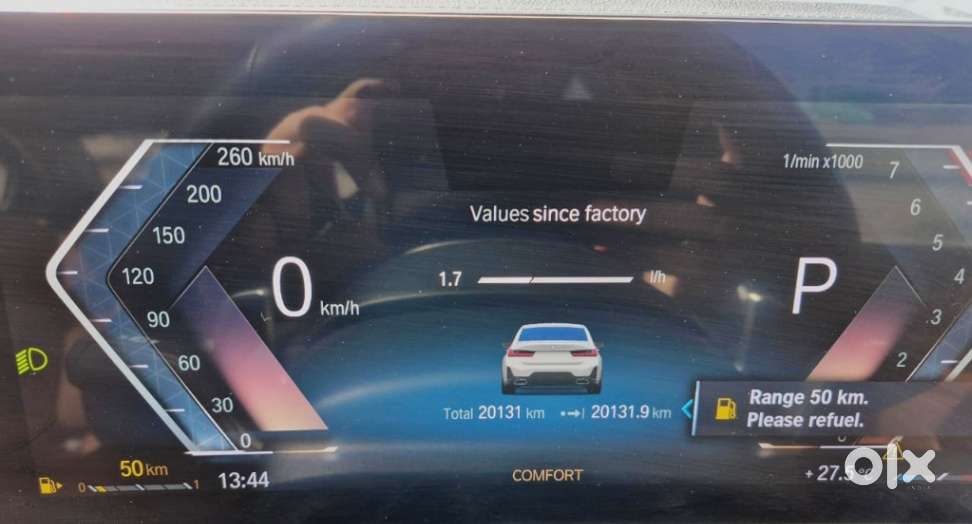 260 km/h
200
150
120
90
60
30
0
0 km/h
Values since factory
1.7 l/h
Total 20131 km 20131.9 km
1/min x1000
7
6
5
4
3
2
P
Range 50 km.
Please refuel.
50 km
0 1
13:44
COMFORT
+27.5
olx